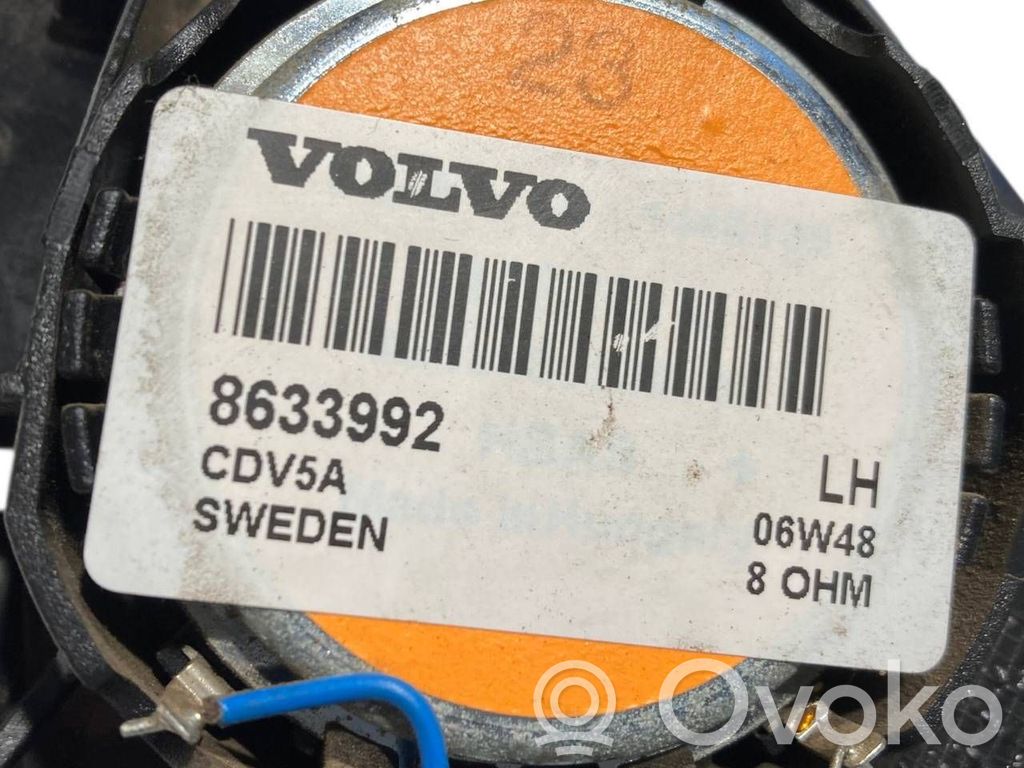 23
VOLVO
8633992
CDV5A
SWEDEN
LH
06W48
8 OHM
Ovoko